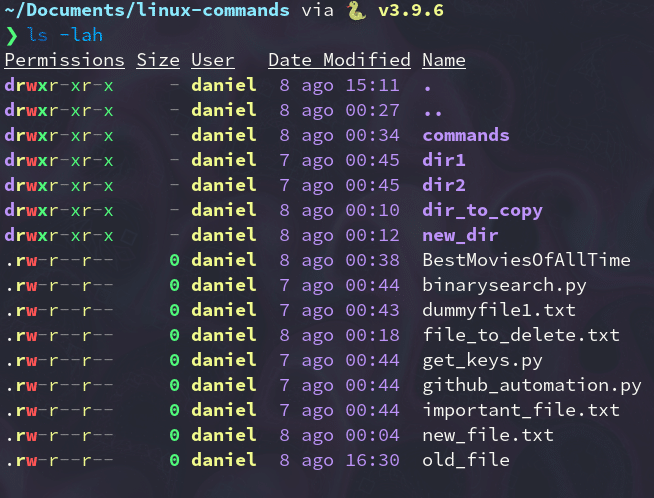 ~/Documents/linux-commands via 🐍 v3.9.6
❯ ls -lah
Permissions Size User Date Modified Name
drwxr-xr-x - daniel 8 ago 15:11 .
drwxr-xr-x - daniel 8 ago 00:27 ..
drwxr-xr-x - daniel 8 ago 00:34 commands
drwxr-xr-x - daniel 7 ago 00:45 dir1
drwxr-xr-x - daniel 7 ago 00:45 dir2
drwxr-xr-x - daniel 8 ago 00:10 dir_to_copy
drwxr-xr-x - daniel 8 ago 00:12 new_dir
.rw-r--r-- 0 daniel 8 ago 00:38 BestMoviesOfAllTime
.rw-r--r-- 0 daniel 7 ago 00:44 binarysearch.py
.rw-r--r-- 0 daniel 7 ago 00:43 dummyfile1.txt
.rw-r--r-- 0 daniel 8 ago 00:18 file_to_delete.txt
.rw-r--r-- 0 daniel 7 ago 00:44 get_keys.py
.rw-r--r-- 0 daniel 7 ago 00:44 github_automation.py
.rw-r--r-- 0 daniel 7 ago 00:44 important_file.txt
.rw-r--r-- 0 daniel 8 ago 00:04 new_file.txt
.rw-r--r-- 0 daniel 8 ago 16:30 old_file